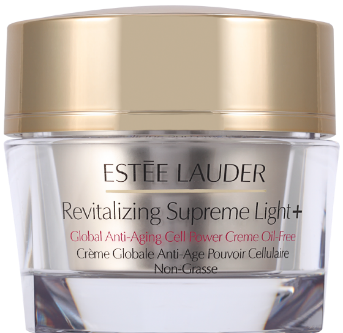 ESTĒE LAUDER
Revitalizing Supreme Light+
Global Anti-Aging Cell Power Creme Oil-Free
Crème Globale Anti-Age Pouvoir Cellulaire
Non-Grasse